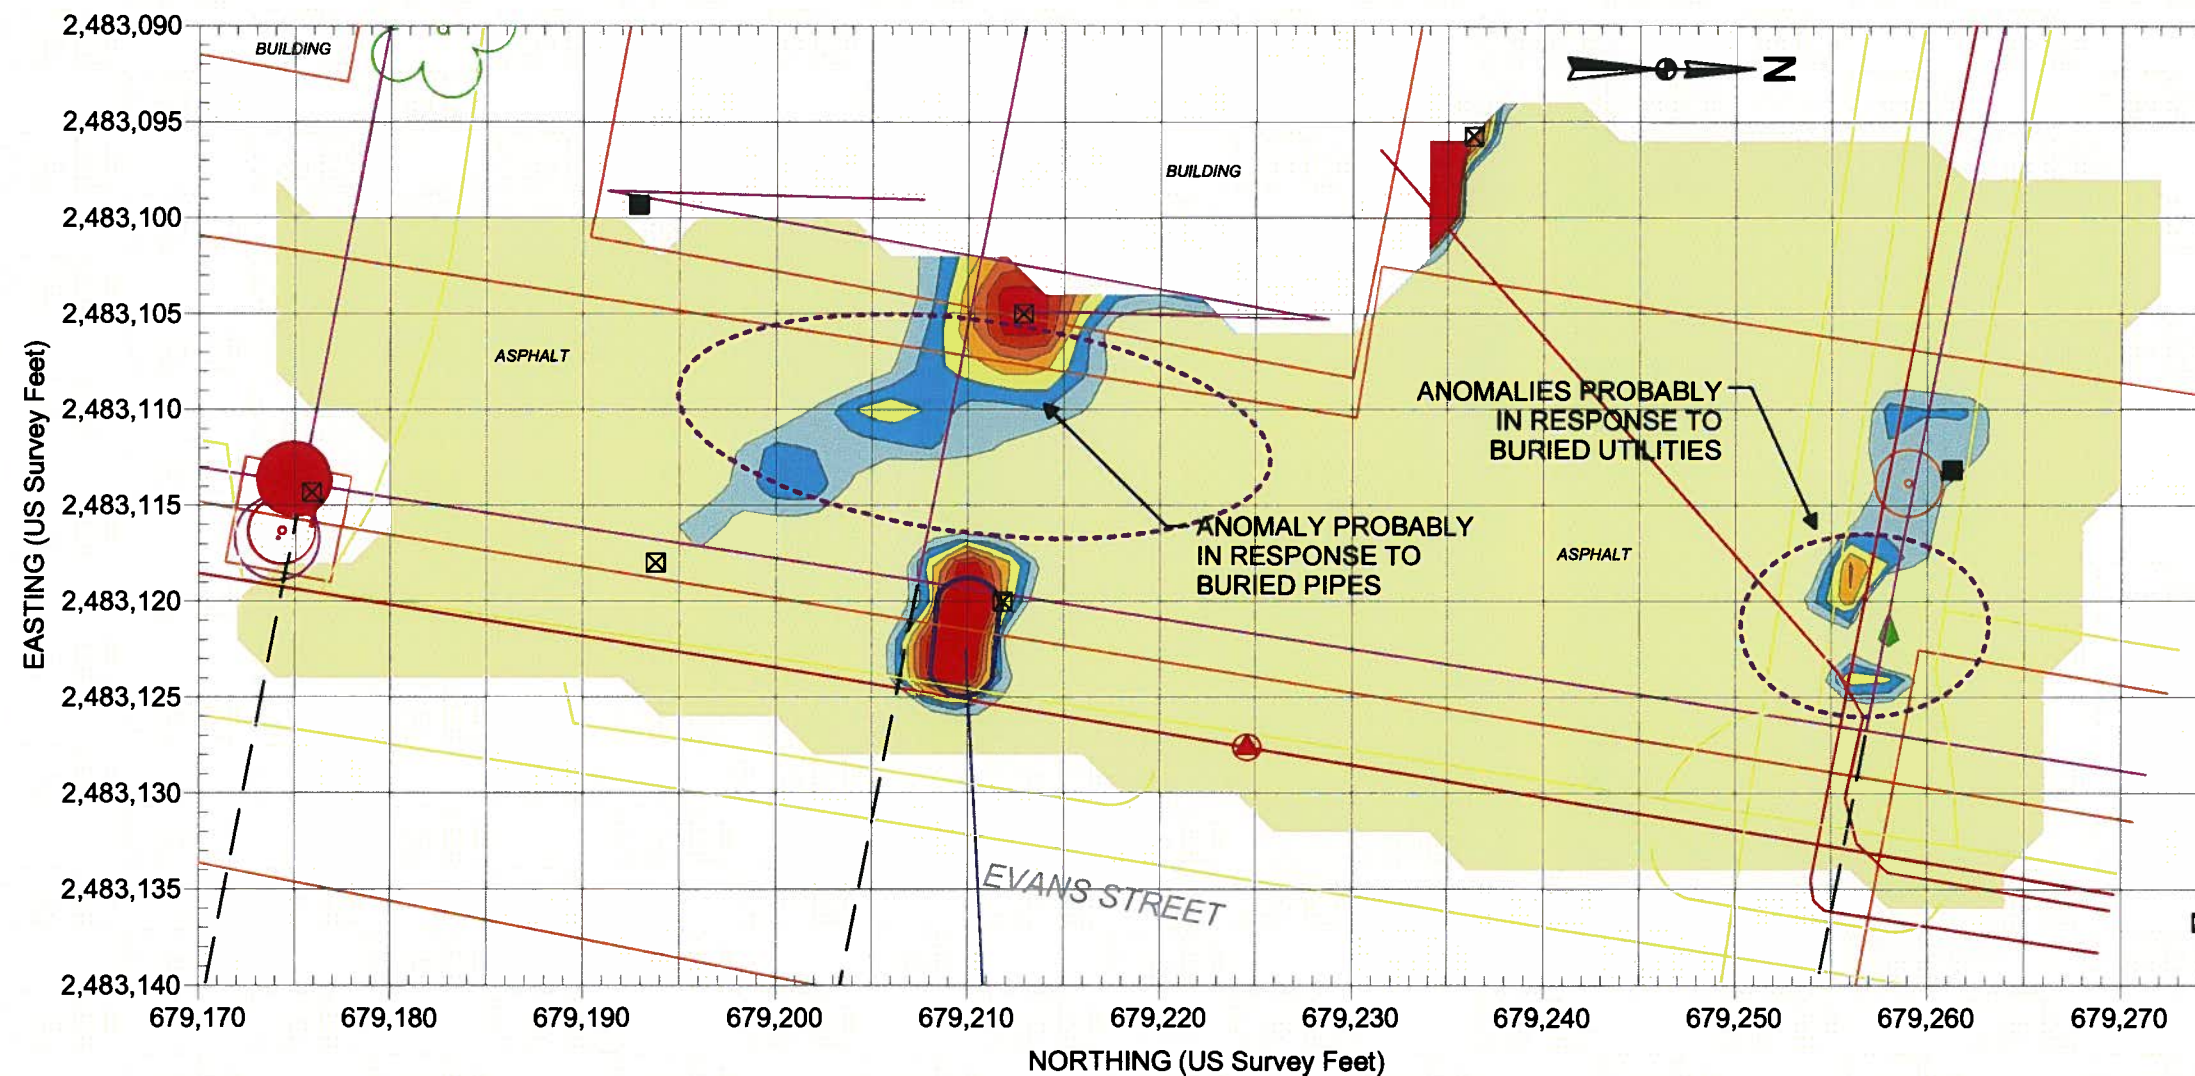 2,483,090
2,483,095
2,483,100
2,483,105
2,483,110
2,483,115
2,483,120
2,483,125
2,483,130
2,483,135
2,483,140
EASTING (US Survey Feet)
BUILDING
N
BUILDING
ASPHALT
ANOMALIES PROBABLY
IN RESPONSE TO
BURIED UTILITIES
ANOMALY PROBABLY
IN RESPONSE TO
BURIED PIPES
ASPHALT
EVANS STREET
679,170
679,180
679,190
679,200
679,210
679,220
679,230
679,240
679,250
679,260
679,270
NORTHING (US Survey Feet)